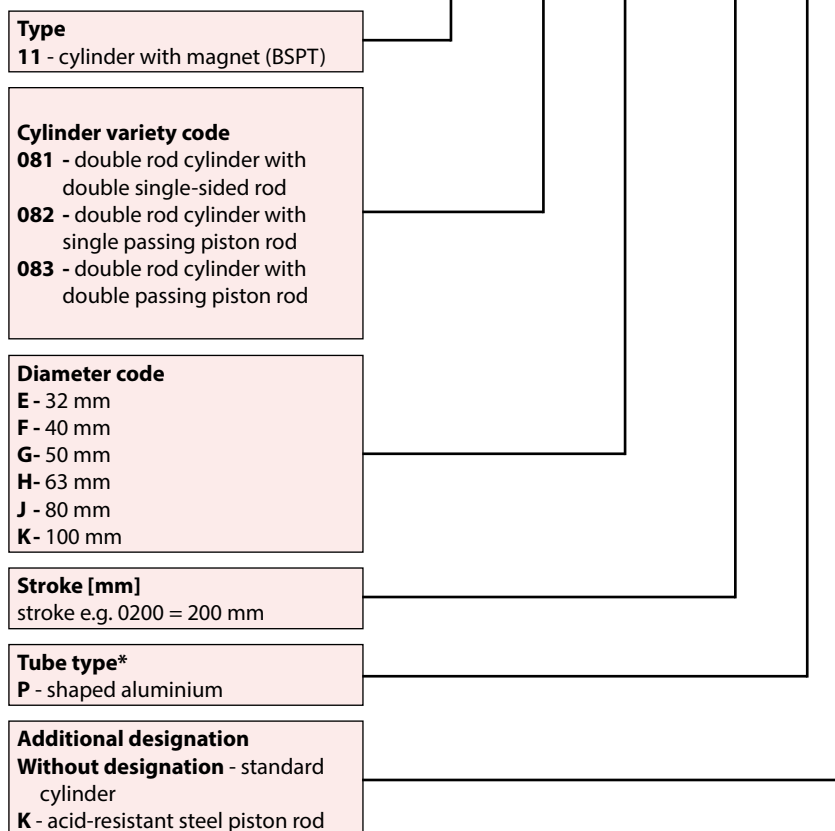 Type
11 - cylinder with magnet (BSPT)
Cylinder variety code
081 - double rod cylinder with
double single-sided rod
082 - double rod cylinder with
single passing piston rod
083 - double rod cylinder with
double passing piston rod
Diameter code
E - 32 mm
F - 40 mm
G- 50 mm
H- 63 mm
J - 80 mm
K - 100 mm
Stroke [mm]
stroke e.g. 0200 = 200 mm
Tube type*
P - shaped aluminium
Additional designation
Without designation - standard
cylinder
K - acid-resistant steel piston rod